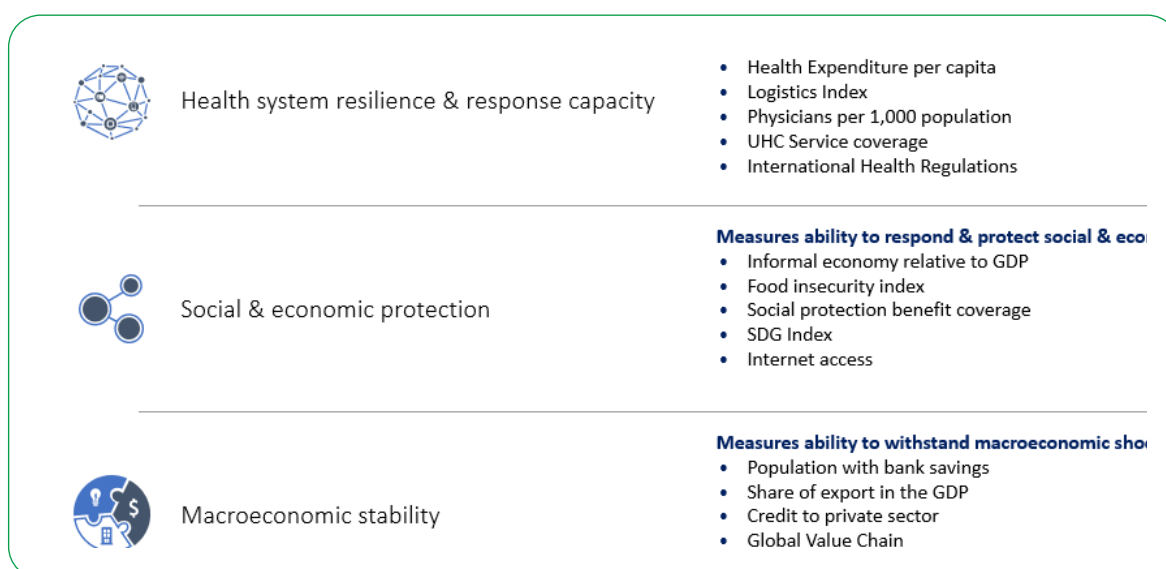 Health system resilience & response capacity
• Health Expenditure per capita
• Logistics Index
• Physicians per 1,000 population
• UHC Service coverage
• International Health Regulations
Social & economic protection
Measures ability to respond & protect social &
• Informal economy relative to GDP
• Food insecurity index
• Social protection benefit coverage
• SDG Index
• Internet access
Macroeconomic stability
Measures ability to withstand macroeconomic
• Population with bank savings
• Share of export in the GDP
• Credit to private sector
• Global Value Chain